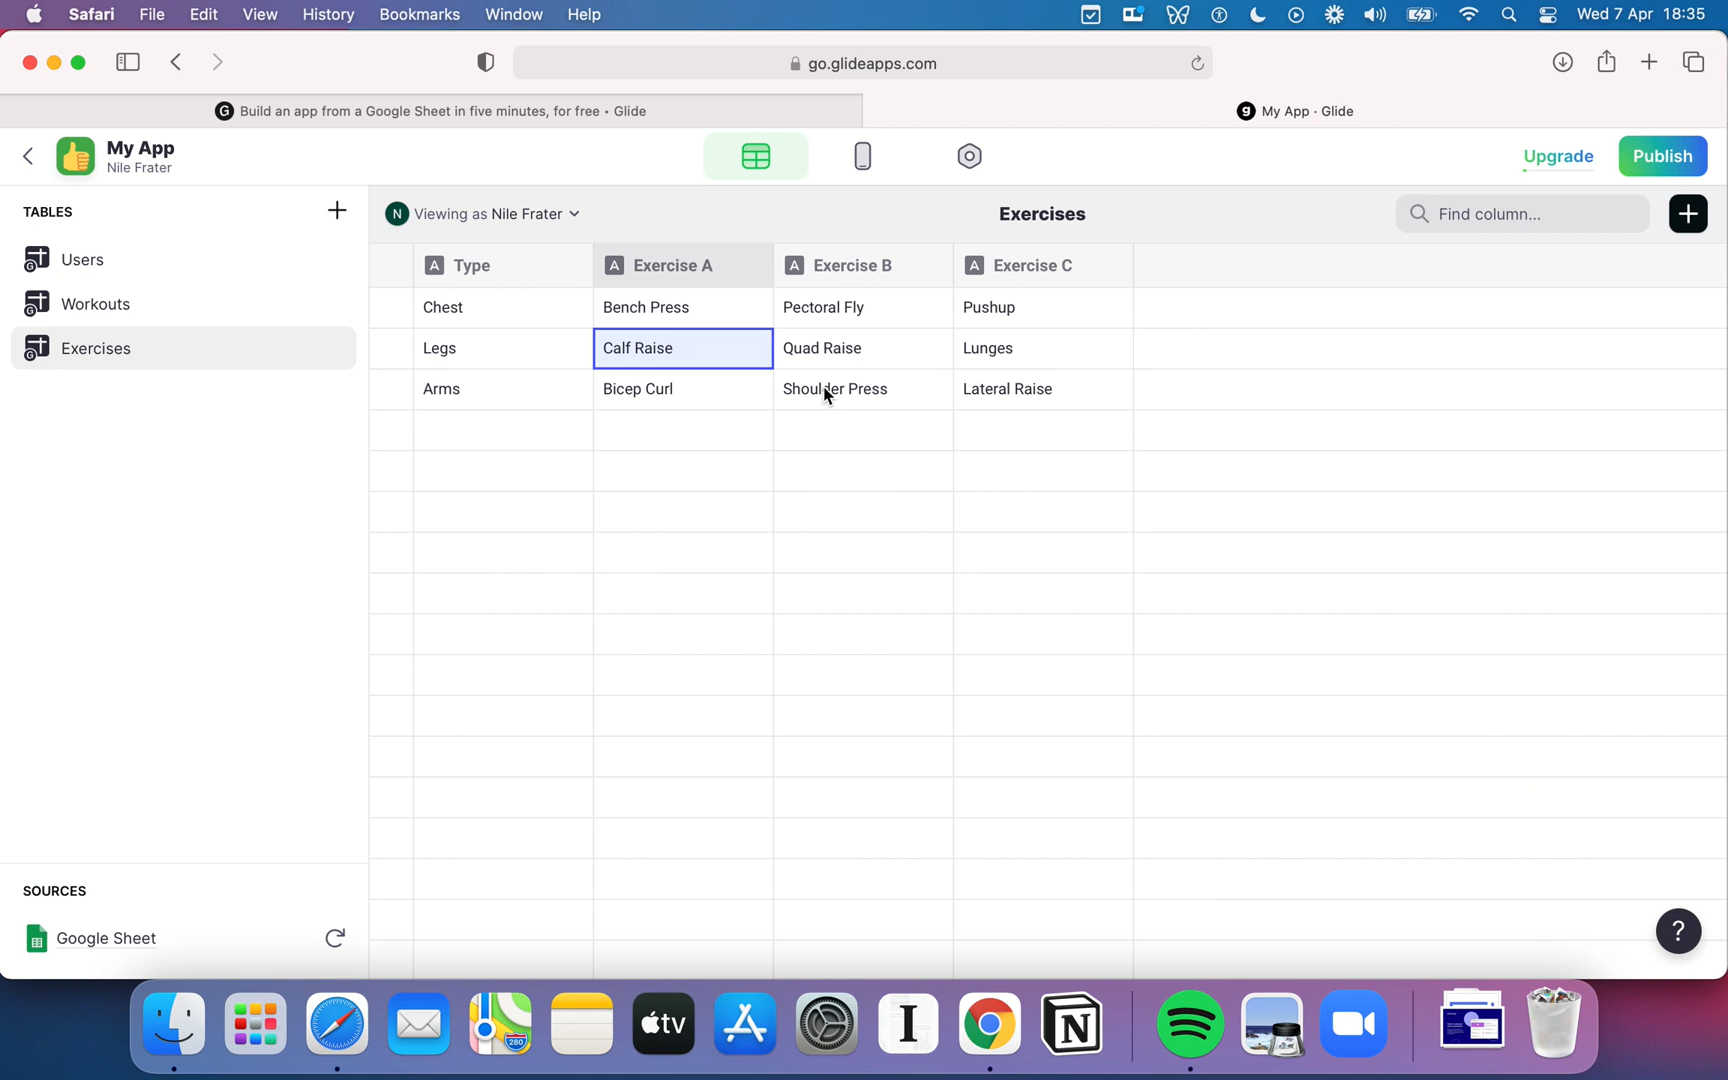 Safari File Edit View History Bookmarks Window Help Wed 7 Apr 18:35
go.glideapps.com
G Build an app from a Google Sheet in five minutes, for free • Glide
g My App · Glide
My App
Nile Frater
Upgrade
Publish
TABLES
Users
Workouts
Exercises
N Viewing as Nile Frater
Exercises
Find column...
A Type A Exercise A A Exercise B A Exercise C
Chest Bench Press Pectoral Fly Pushup
Legs Calf Raise Quad Raise Lunges
Arms Bicep Curl Shoulder Press Lateral Raise
SOURCES
Google Sheet
?
280
tv
I
N